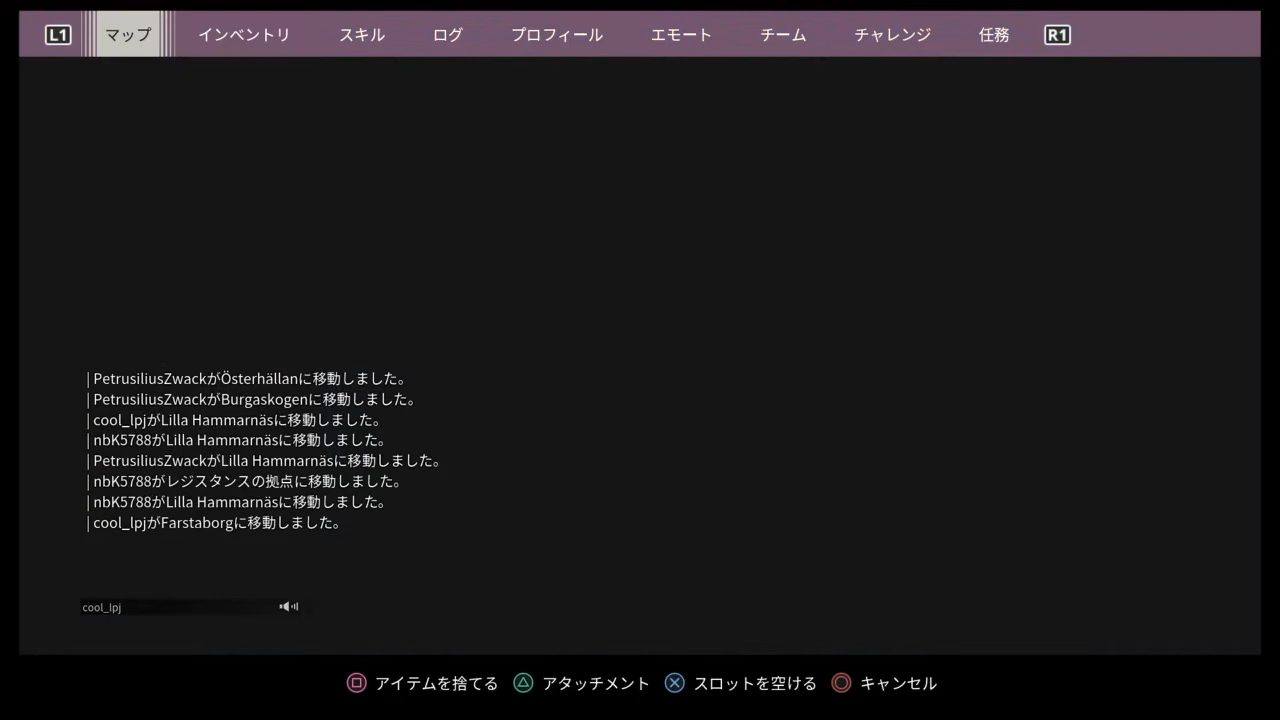 L1 マップ インベントリ スキル ログ プロフィール エモート チーム チャレンジ 任務 R1
| PetrusiliusZwackがÖsterhällanに移動しました。
| PetrusiliusZwackがBurgaskogenに移動しました。
| cool_lpjがLilla Hammarnäsに移動しました。
| nbK5788がLilla Hammarnäsに移動しました。
| PetrusiliusZwackがLilla Hammarnäsに移動しました。
| nbK5788がレジスタンスの拠点に移動しました。
| nbK5788がLilla Hammarnäsに移動しました。
| cool_lpjがFarstaborgに移動しました。
cool_lpj
アイテムを捨てる アタッチメント スロットを空ける キャンセル